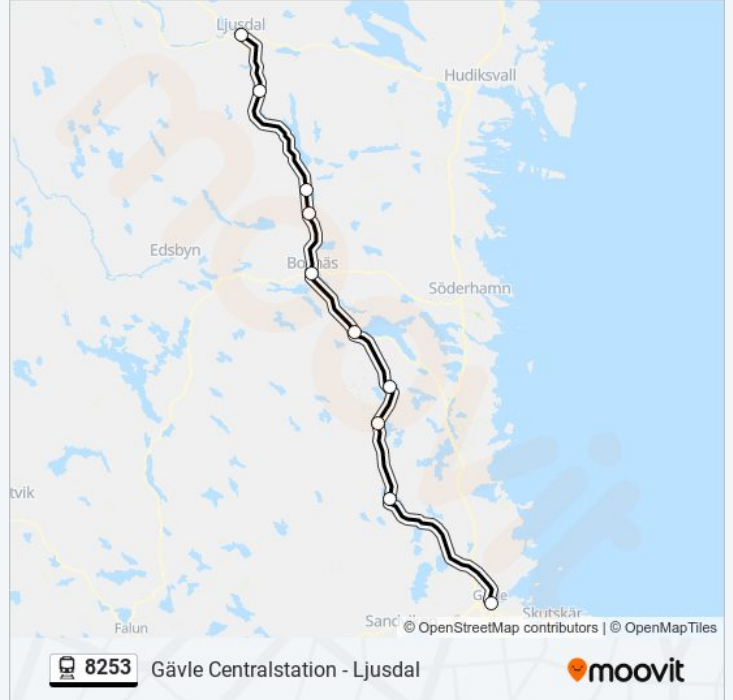 Ljusdal
Hudiksvall
Edsbyn
Söderhamn
tvik
Skutskär
Falun
© OpenStreetMap contributors | © OpenMapTiles
8253 Gävle Centralstation - Ljusdal
moovit